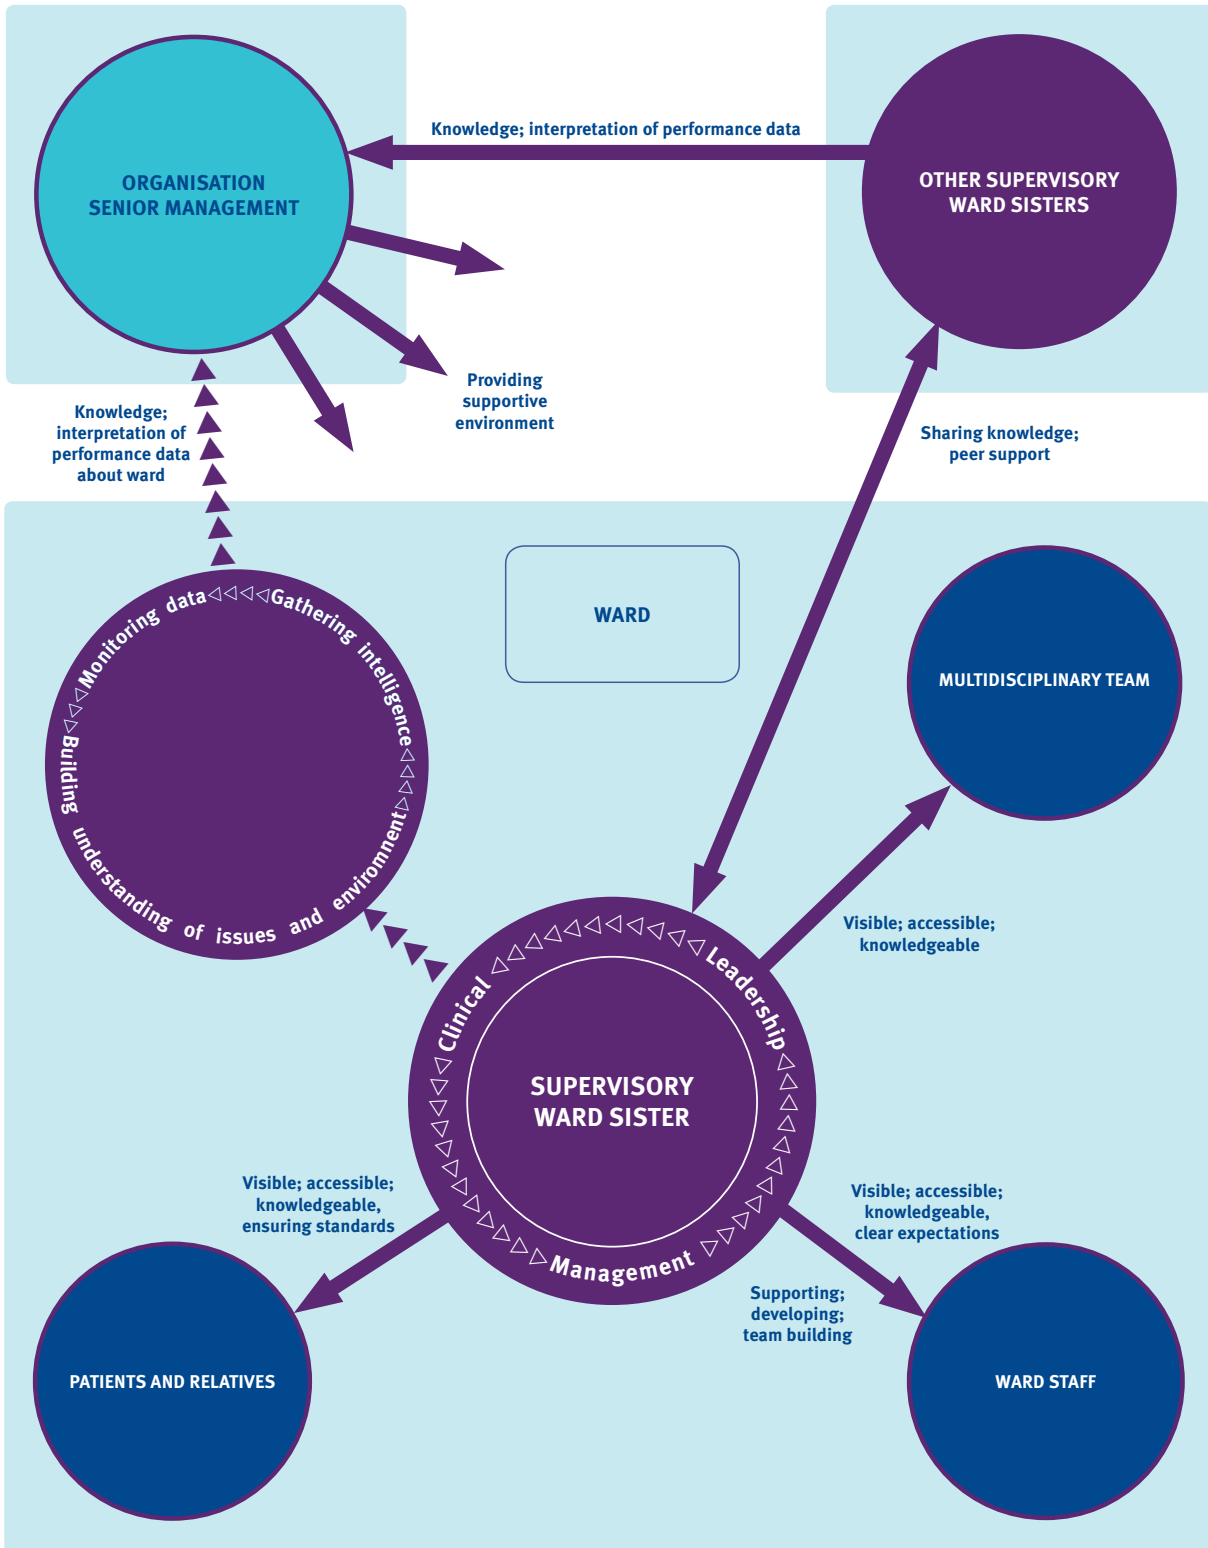 ORGANISATION
SENIOR MANAGEMENT
Knowledge; interpretation of performance data
OTHER SUPERVISORY
WARD SISTERS
Providing
supportive
environment
Knowledge;
interpretation of
performance data
about ward
Sharing knowledge;
peer support
WARD
Monitoring data
Gathering intelligence
Building understanding of issues and enviromnent
MULTIDISCIPLINARY TEAM
Visible; accessible;
knowledgeable
Clinical
Leadership
Management
SUPERVISORY
WARD SISTER
Visible; accessible;
knowledgeable,
ensuring standards
Visible; accessible;
knowledgeable,
clear expectations
Supporting;
developing;
team building
PATIENTS AND RELATIVES
WARD STAFF